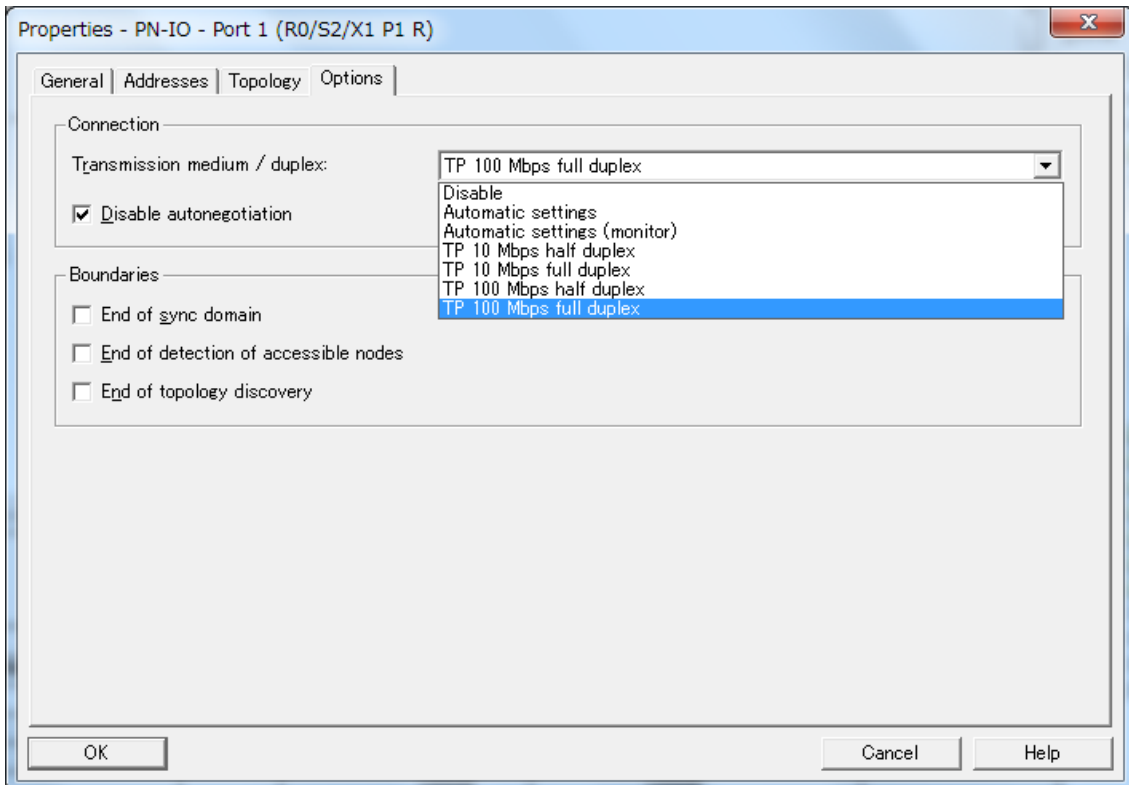 Properties - PN-IO - Port 1 (R0/S2/X1 P1 R)
General
Addresses
Topology
Options
Connection
Transmission medium / duplex:
TP 100 Mbps full duplex
Disable
Automatic settings
Automatic settings (monitor)
TP 10 Mbps half duplex
TP 10 Mbps full duplex
TP 100 Mbps half duplex
TP 100 Mbps full duplex
Disable autonegotiation
Boundaries
End of sync domain
End of detection of accessible nodes
End of topology discovery
OK
Cancel
Help